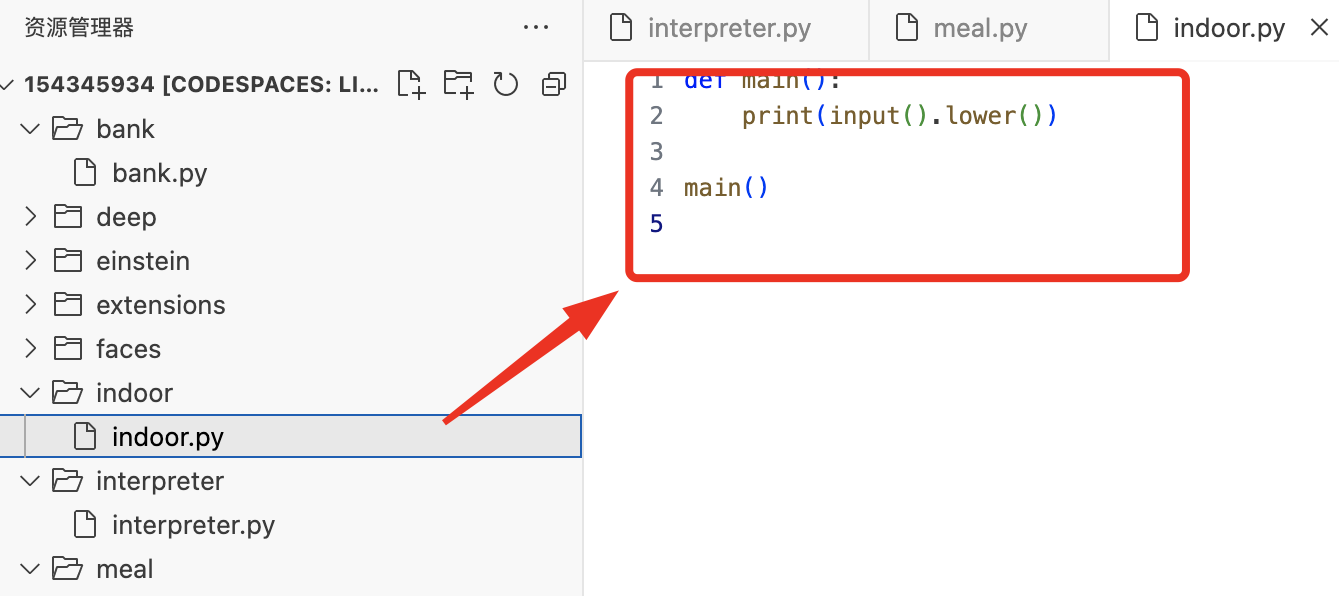 资源管理器
154345934 [CODESPACES: LI...
bank
bank.py
deep
einstein
extensions
faces
indoor
indoor.py
interpreter
interpreter.py
meal
interpreter.py meal.py indoor.py
1 def main():
2     print(input().lower())
3
4 main()
5